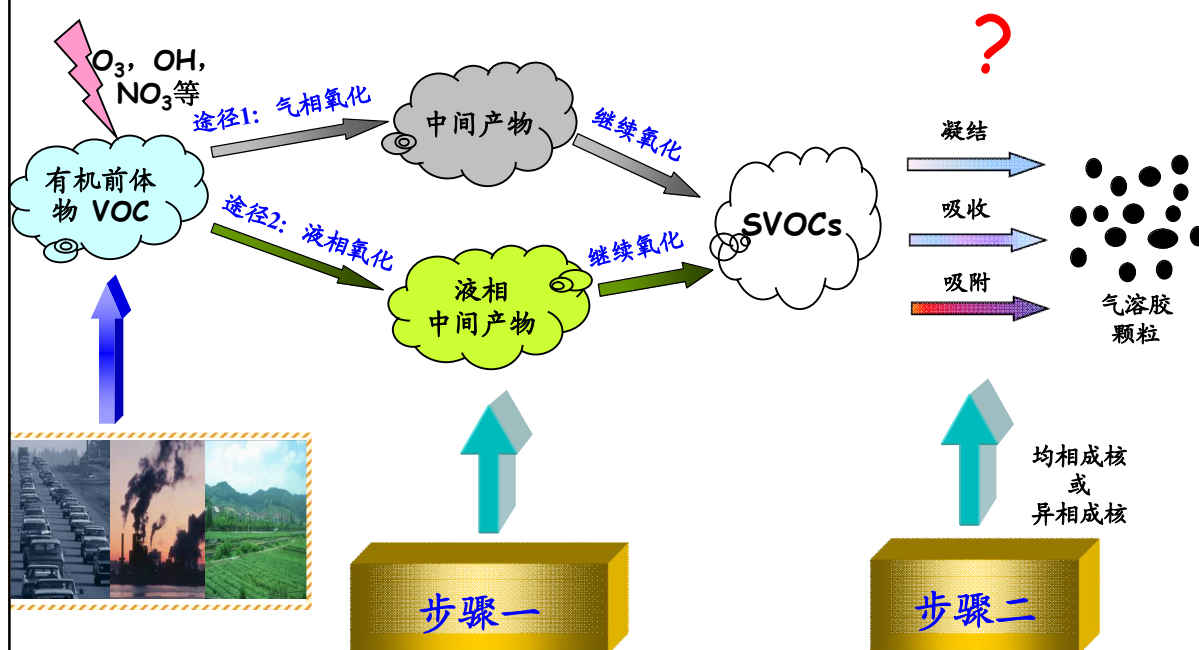 ?
O₃，OH，
NO₃等
途径1：气相氧化
中间产物
继续氧化
凝结
有机前体
物 VOC
途径2：液相氧化
SVOCs
吸收
继续氧化
液相
中间产物
吸附
气溶胶
颗粒
均相成核
或
异相成核
步骤一
步骤二